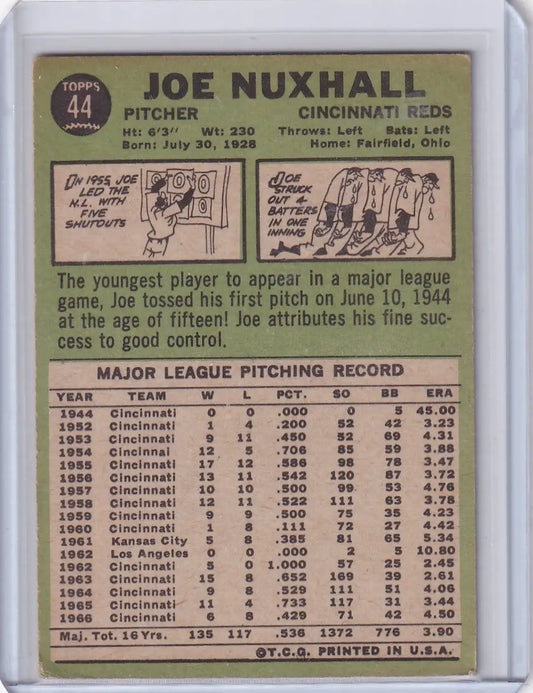 TOPPS
44
JOE NUXHALL
PITCHER CINCINNATI REDS
Ht: 6'3" Wt: 230 Throws: Left Bats: Left
Born: July 30, 1928 Home: Fairfield, Ohio
IN 1955, JOE
LED THE
N.L. WITH
FIVE
SHUTOUTS
0 0 0
JOE
STRUCK
OUT 4
BATTERS
IN ONE
INNING
The youngest player to appear in a major league
game, Joe tossed his first pitch on June 10, 1944
at the age of fifteen! Joe attributes his fine suc-
cess to good control.
MAJOR LEAGUE PITCHING RECORD
YEAR TEAM W L PCT. SO BB ERA
1944 Cincinnati 0 0 .000 0 5 45.00
1952 Cincinnati 1 4 .200 52 42 3.23
1953 Cincinnati 9 11 .450 52 69 4.31
1954 Cincinnai 12 5 .706 85 59 3.88
1955 Cincinnati 17 12 .586 98 78 3.47
1956 Cincinnati 13 11 .542 120 87 3.72
1957 Cincinnati 10 10 .500 99 53 4.76
1958 Cincinnati 12 11 .522 111 63 3.78
1959 Cincinnati 9 9 .500 75 35 4.23
1960 Cincinnati 1 8 .111 72 27 4.42
1961 Kansas City 5 8 .385 81 65 5.34
1962 Los Angeles 0 0 .000 2 5 10.80
1962 Cincinnati 5 0 1.000 57 25 2.45
1963 Cincinnati 15 8 .652 169 39 2.61
1964 Cincinnati 9 8 .529 111 51 4.06
1965 Cincinnati 11 4 .733 117 31 3.44
1966 Cincinnati 6 8 .429 71 42 4.50
Maj. Tot. 16 Yrs. 135 117 .536 1372 776 3.90
©T.C.G. PRINTED IN U.S.A.